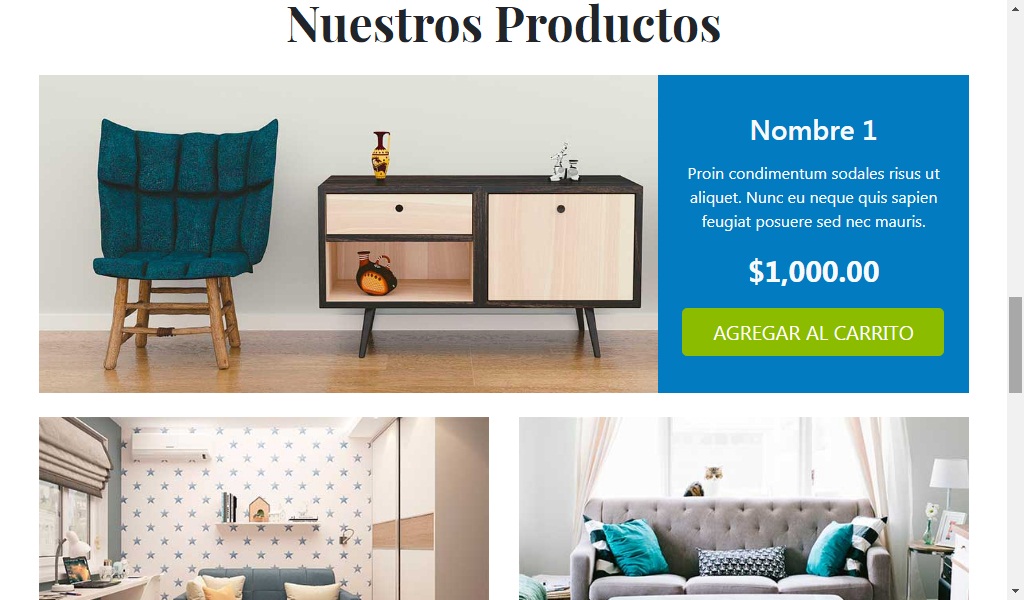 Nuestros Productos
Nombre 1
Proin condimentum sodales risus ut
aliquet. Nunc eu neque quis sapien
feugiat posuere sed nec mauris.
$1,000.00
AGREGAR AL CARRITO